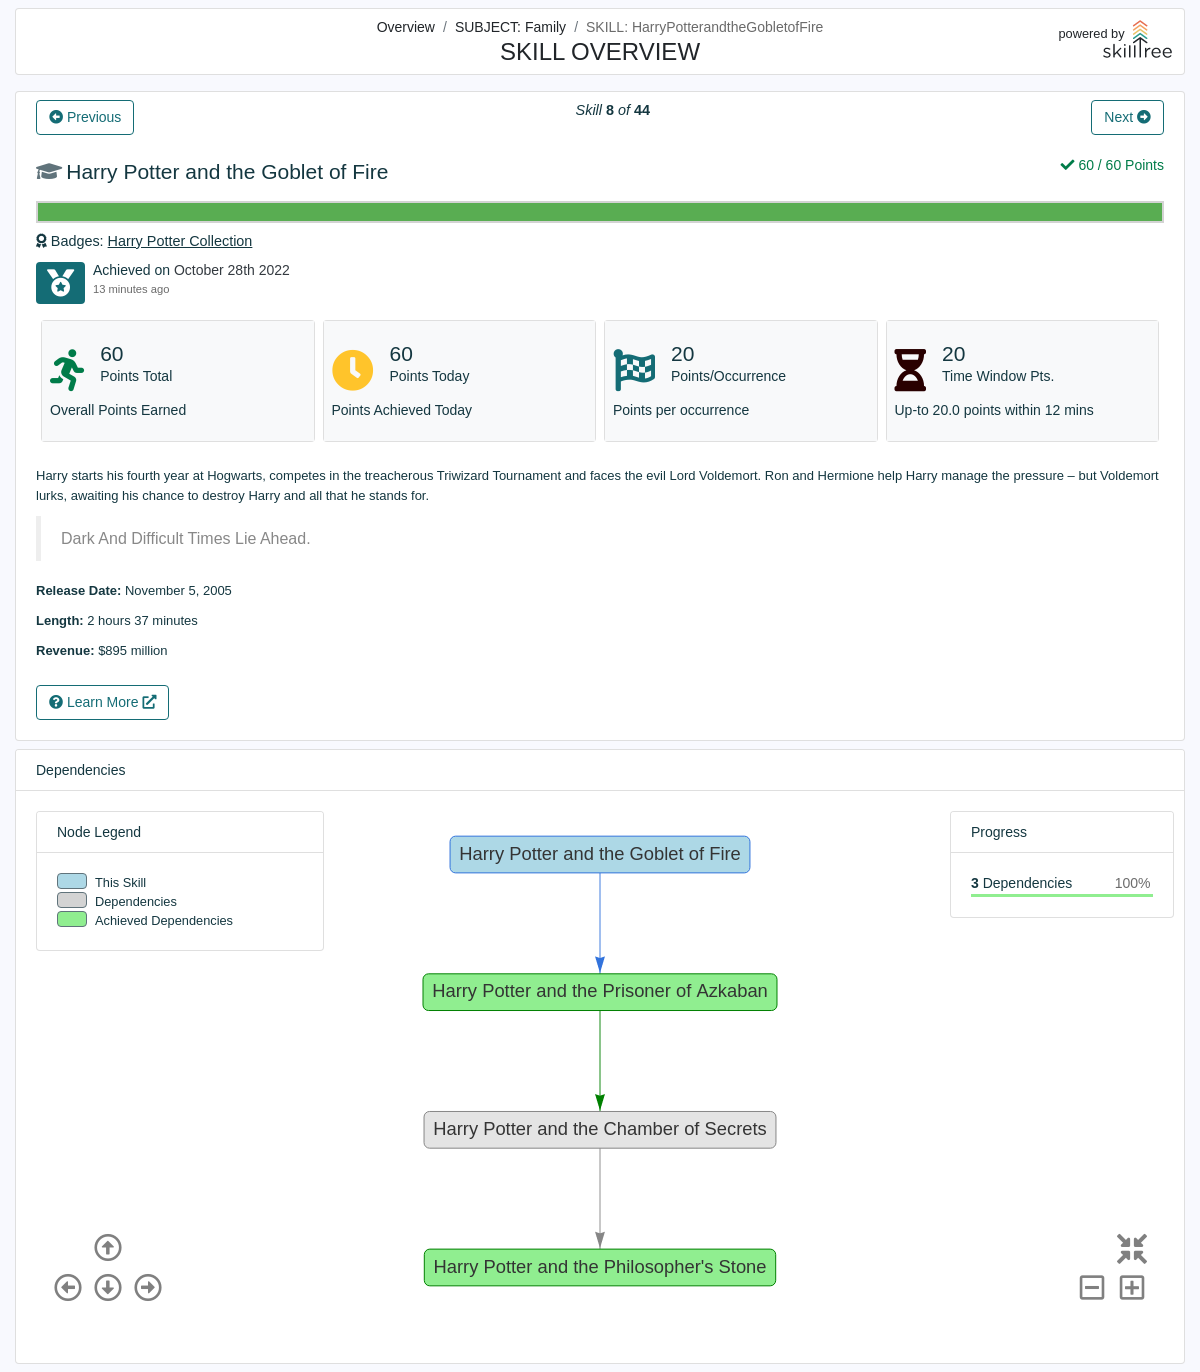 Overview / SUBJECT: Family / SKILL: HarryPotterandtheGobletofFire
SKILL OVERVIEW
powered by
skilltree
Previous
Skill 8 of 44
Next
Harry Potter and the Goblet of Fire
60 / 60 Points
Badges: Harry Potter Collection
Achieved on October 28th 2022
13 minutes ago
60
Points Total
Overall Points Earned
60
Points Today
Points Achieved Today
20
Points/Occurrence
Points per occurrence
20
Time Window Pts.
Up-to 20.0 points within 12 mins
Harry starts his fourth year at Hogwarts, competes in the treacherous Triwizard Tournament and faces the evil Lord Voldemort. Ron and Hermione help Harry manage the pressure – but Voldemort
lurks, awaiting his chance to destroy Harry and all that he stands for.
Dark And Difficult Times Lie Ahead.
Release Date: November 5, 2005
Length: 2 hours 37 minutes
Revenue: $895 million
Learn More
Dependencies
Node Legend
This Skill
Dependencies
Achieved Dependencies
Harry Potter and the Goblet of Fire
Harry Potter and the Prisoner of Azkaban
Harry Potter and the Chamber of Secrets
Harry Potter and the Philosopher's Stone
Progress
3 Dependencies 100%